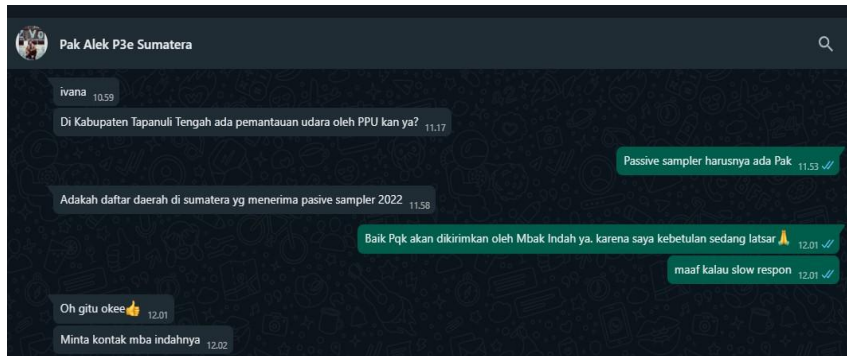 Pak Alek P3e Sumatera
ivana 10.59
Di Kabupaten Tapanuli Tengah ada pemantauan udara oleh PPU kan ya? 11.17
Passive sampler harusnya ada Pak 11.53
Adakah daftar daerah di sumatera yg menerima pasive sampler 2022 11.58
Baik Pqk akan dikirimkan oleh Mbak Indah ya. karena saya kebetulan sedang latsar🙏 12.01
maaf kalau slow respon 12.01
Oh gitu okee👍 12.01
Minta kontak mba indahnya 12.02